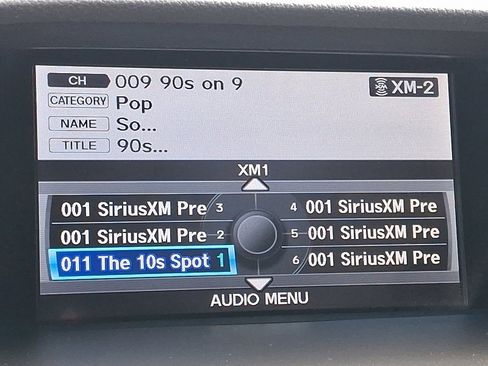 CH 009 90s on 9 XM-2
CATEGORY Pop
NAME So...
TITLE 90s...
XM1
001 SiriusXM Pre 3 4 001 SiriusXM Pre
001 SiriusXM Pre 2 5 001 SiriusXM Pre
011 The 10s Spot 1 6 001 SiriusXM Pre
AUDIO MENU